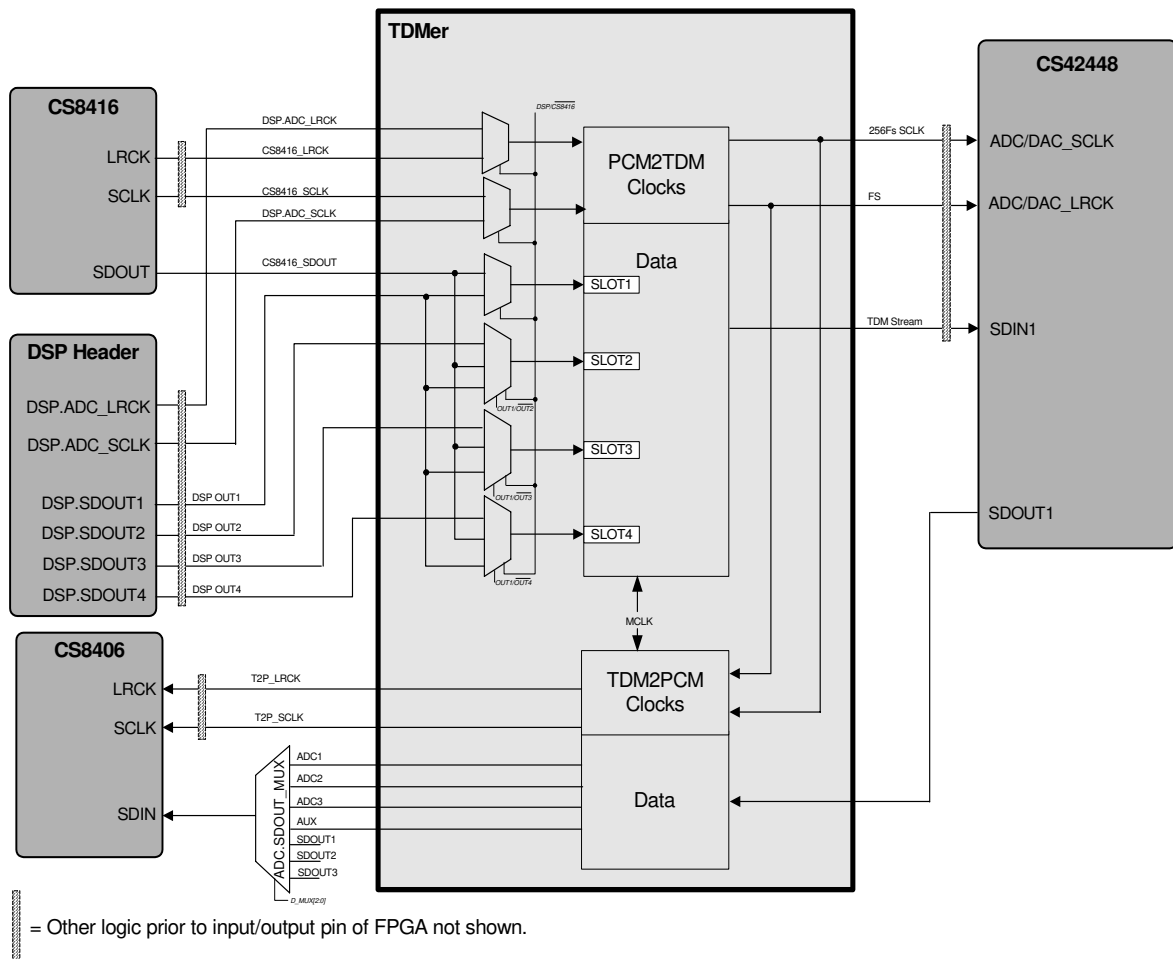 TDMer
CS8416
LRCK
SCLK
SDOUT
DSP Header
DSP.ADC_LRCK
DSP.ADC_SCLK
DSP.SDOUT1
DSP.SDOUT2
DSP.SDOUT3
DSP.SDOUT4
CS8406
LRCK
SCLK
SDIN
DSP.ADC_LRCK
CS8416_LRCK
CS8416_SCLK
DSP.ADC_SCLK
CS8416_SDOUT
DSP OUT1
DSP OUT2
DSP OUT3
DSP OUT4
DSP/CS8416
OUT1/OUT2
OUT1/OUT3
OUT1/OUT4
PCM2TDM
Clocks
Data
SLOT1
SLOT2
SLOT3
SLOT4
MCLK
TDM2PCM
Clocks
Data
T2P_LRCK
T2P_SCLK
ADC1
ADC2
ADC3
AUX
SDOUT1
SDOUT2
SDOUT3
ADC.SDOUT_MUX
D_MUX[2:0]
256Fs SCLK
FS
TDM Stream
CS42448
ADC/DAC_SCLK
ADC/DAC_LRCK
SDIN1
SDOUT1
= Other logic prior to input/output pin of FPGA not shown.